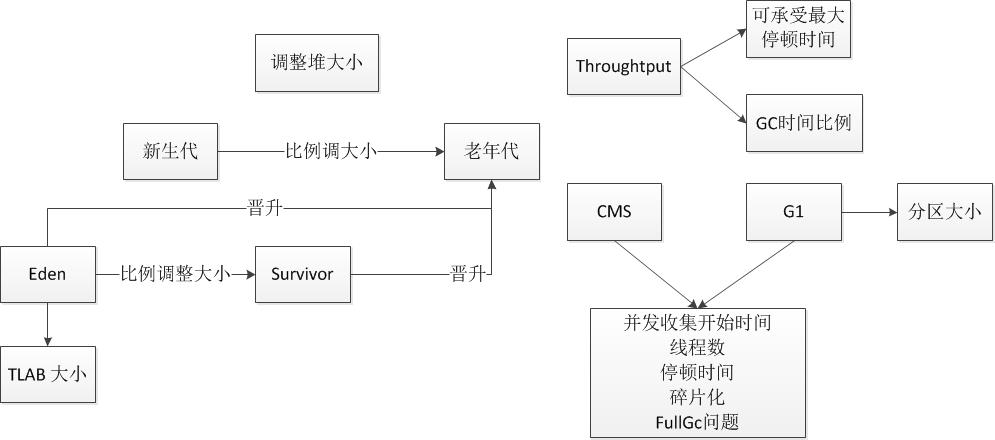 调整堆大小
新生代
比例调大小
老年代
晋升
Eden
比例调整大小
Survivor
晋升
TLAB 大小
Throughtput
可承受最大
停顿时间
GC时间比例
CMS
G1
分区大小
并发收集开始时间
线程数
停顿时间
碎片化
FullGc问题